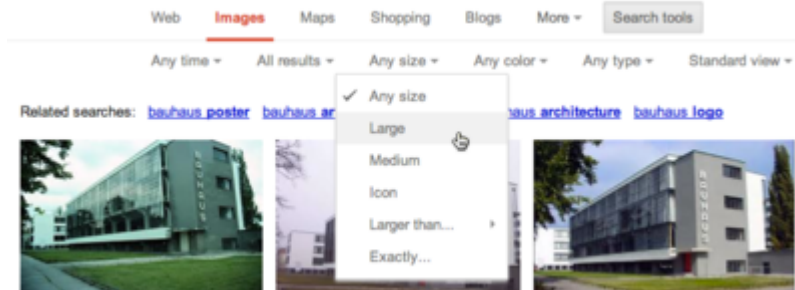 Web Images Maps Shopping Blogs More Search tools
Any time All results Any size Any color Any type Standard view
Related searches: bauhaus poster bauhaus ar haus architecture bauhaus logo
Any size
Large
Medium
Icon
Larger than...
Exactly...
BAUHAUS
BAUHAUS